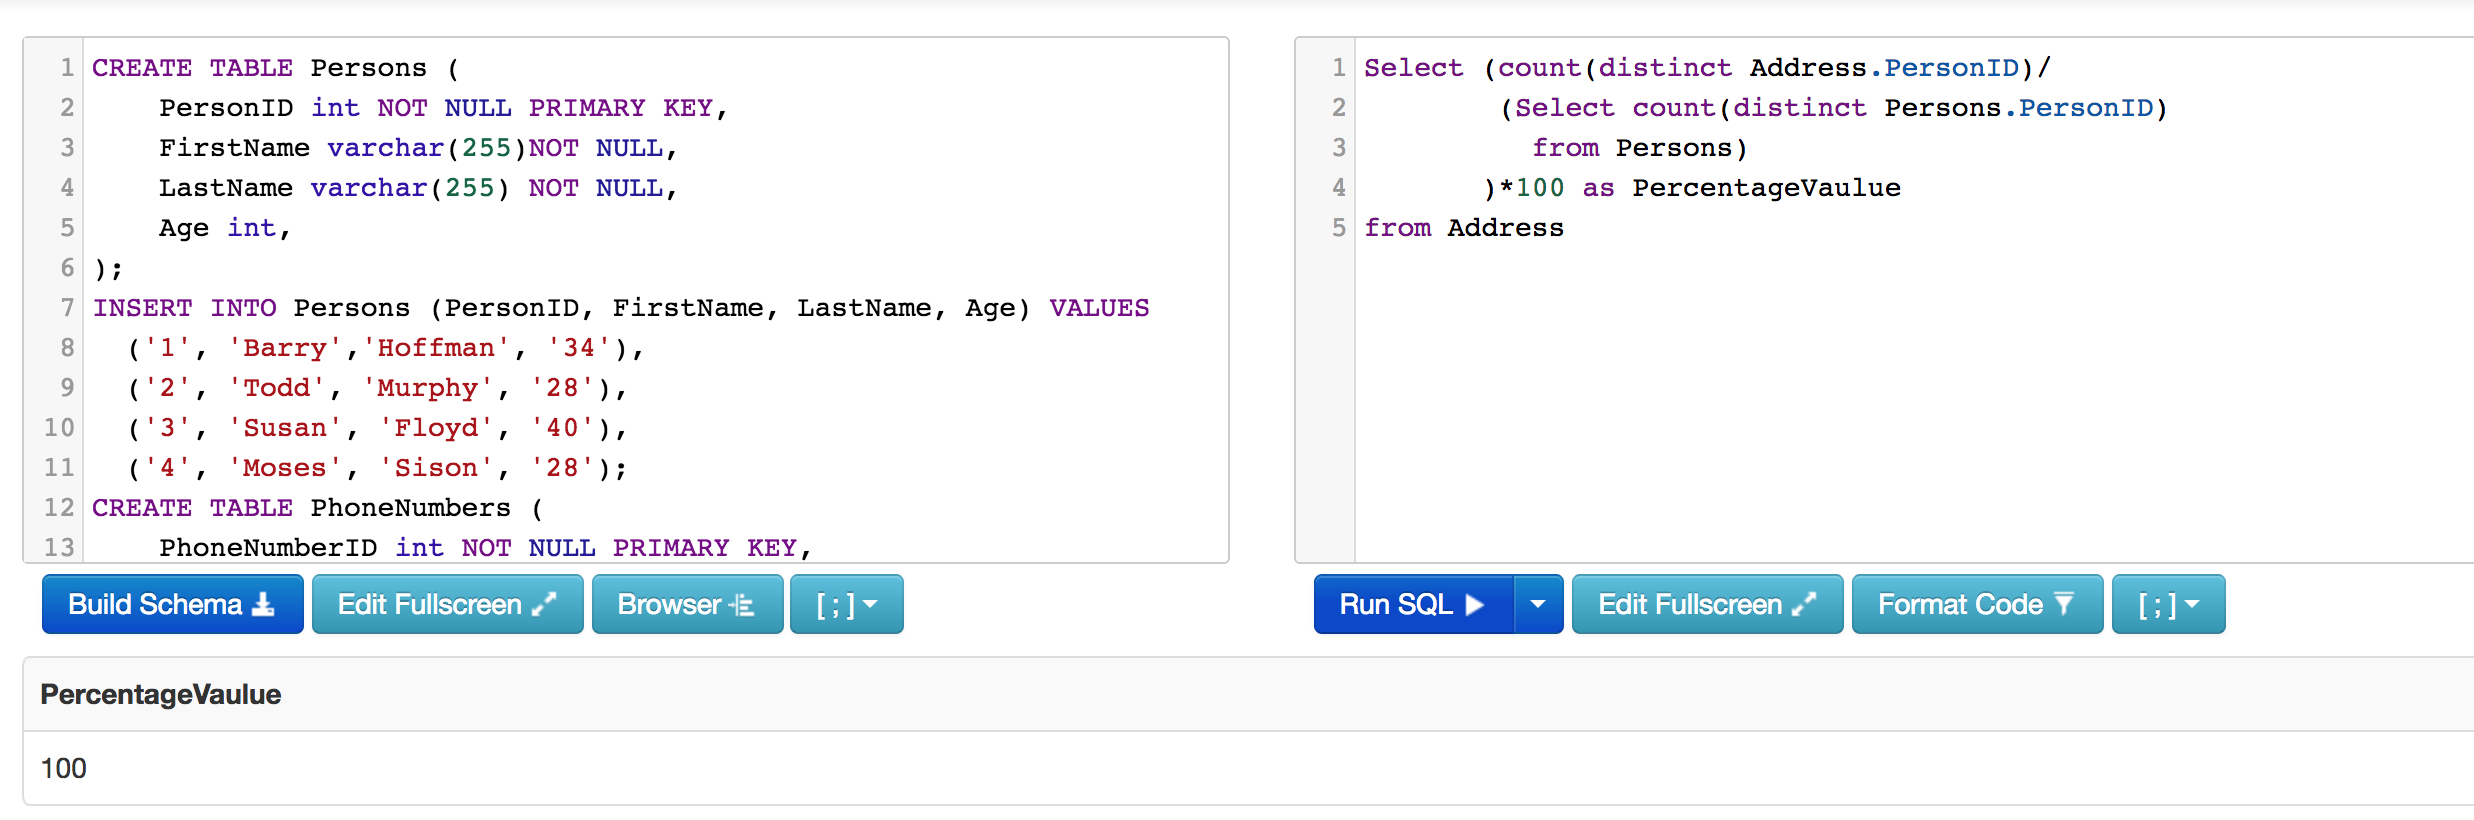 1 CREATE TABLE Persons (
2 PersonID int NOT NULL PRIMARY KEY,
3 FirstName varchar(255)NOT NULL,
4 LastName varchar(255) NOT NULL,
5 Age int,
6 );
7 INSERT INTO Persons (PersonID, FirstName, LastName, Age) VALUES
8 ('1', 'Barry','Hoffman', '34'),
9 ('2', 'Todd', 'Murphy', '28'),
10 ('3', 'Susan', 'Floyd', '40'),
11 ('4', 'Moses', 'Sison', '28');
12 CREATE TABLE PhoneNumbers (
13 PhoneNumberID int NOT NULL PRIMARY KEY,
Build Schema Edit Fullscreen Browser [ ; ]
1 Select (count(distinct Address.PersonID)/
2 (Select count(distinct Persons.PersonID)
3 from Persons)
4 )*100 as PercentageVaulue
5 from Address
Run SQL Edit Fullscreen Format Code [ ; ]
PercentageVaulue
100